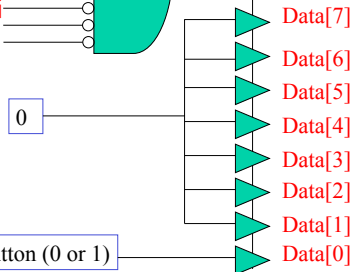 Data[7]
Data[6]
Data[5]
0
Data[4]
Data[3]
Data[2]
Data[1]
(0 or 1)
Data[0]